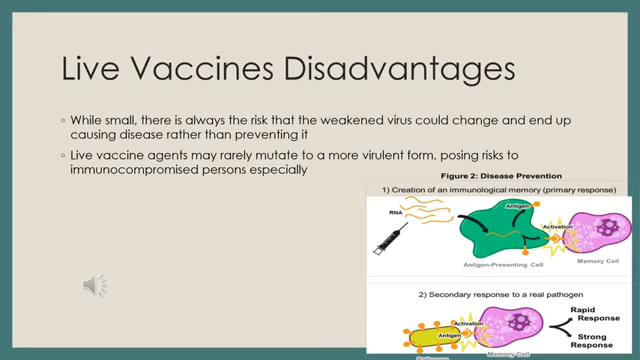 Live Vaccines Disadvantages
While small, there is always the risk that the weakened virus could change and end up
causing disease rather than preventing it
Live vaccine agents may rarely mutate to a more virulent form, posing risks to
immunocompromised persons especially
Figure 2: Disease Prevention
1) Creation of an immunological memory (primary response)
RNA
Antigen
Activation
Antigen-Presenting Cell
Memory Cell
2) Secondary response to a real pathogen
Activation
Antigen
Rapid
Response
Strong
Response
Memory Cell